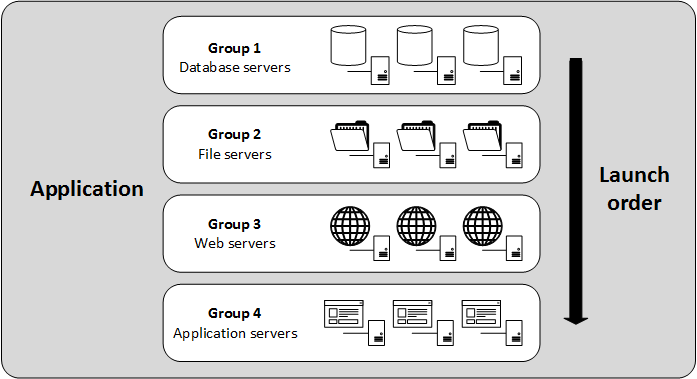 Group 1
Database servers
Group 2
File servers
Application
Launch
order
Group 3
Web servers
Group 4
Application servers